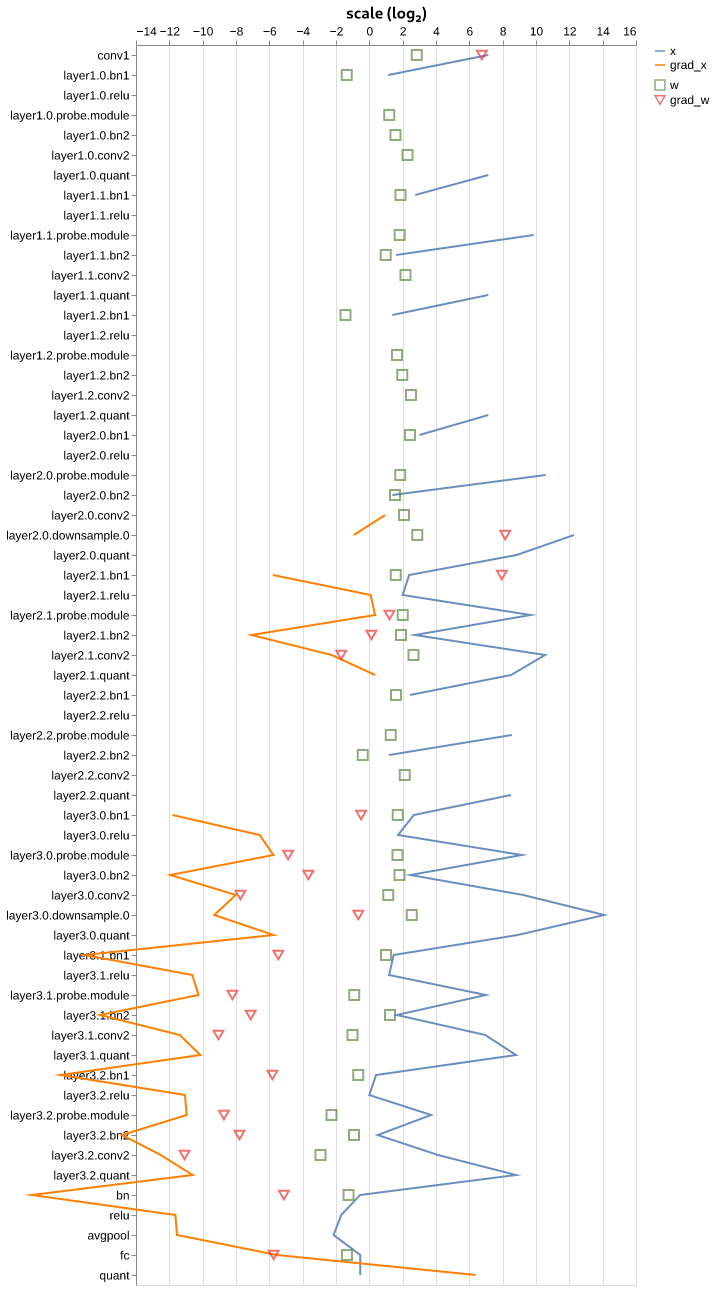 scale (log₂)
−14 −12 −10 −8 −6 −4 −2 0 2 4 6 8 10 12 14 16
conv1
layer1.0.bn1
layer1.0.relu
layer1.0.probe.module
layer1.0.bn2
layer1.0.conv2
layer1.0.quant
layer1.1.bn1
layer1.1.relu
layer1.1.probe.module
layer1.1.bn2
layer1.1.conv2
layer1.1.quant
layer1.2.bn1
layer1.2.relu
layer1.2.probe.module
layer1.2.bn2
layer1.2.conv2
layer1.2.quant
layer2.0.bn1
layer2.0.relu
layer2.0.probe.module
layer2.0.bn2
layer2.0.conv2
layer2.0.downsample.0
layer2.0.quant
layer2.1.bn1
layer2.1.relu
layer2.1.probe.module
layer2.1.bn2
layer2.1.conv2
layer2.1.quant
layer2.2.bn1
layer2.2.relu
layer2.2.probe.module
layer2.2.bn2
layer2.2.conv2
layer2.2.quant
layer3.0.bn1
layer3.0.relu
layer3.0.probe.module
layer3.0.bn2
layer3.0.conv2
layer3.0.downsample.0
layer3.0.quant
layer3.1.bn1
layer3.1.relu
layer3.1.probe.module
layer3.1.bn2
layer3.1.conv2
layer3.1.quant
layer3.2.bn1
layer3.2.relu
layer3.2.probe.module
layer3.2.bn2
layer3.2.conv2
layer3.2.quant
bn
relu
avgpool
fc
quant
x
grad_x
w
grad_w